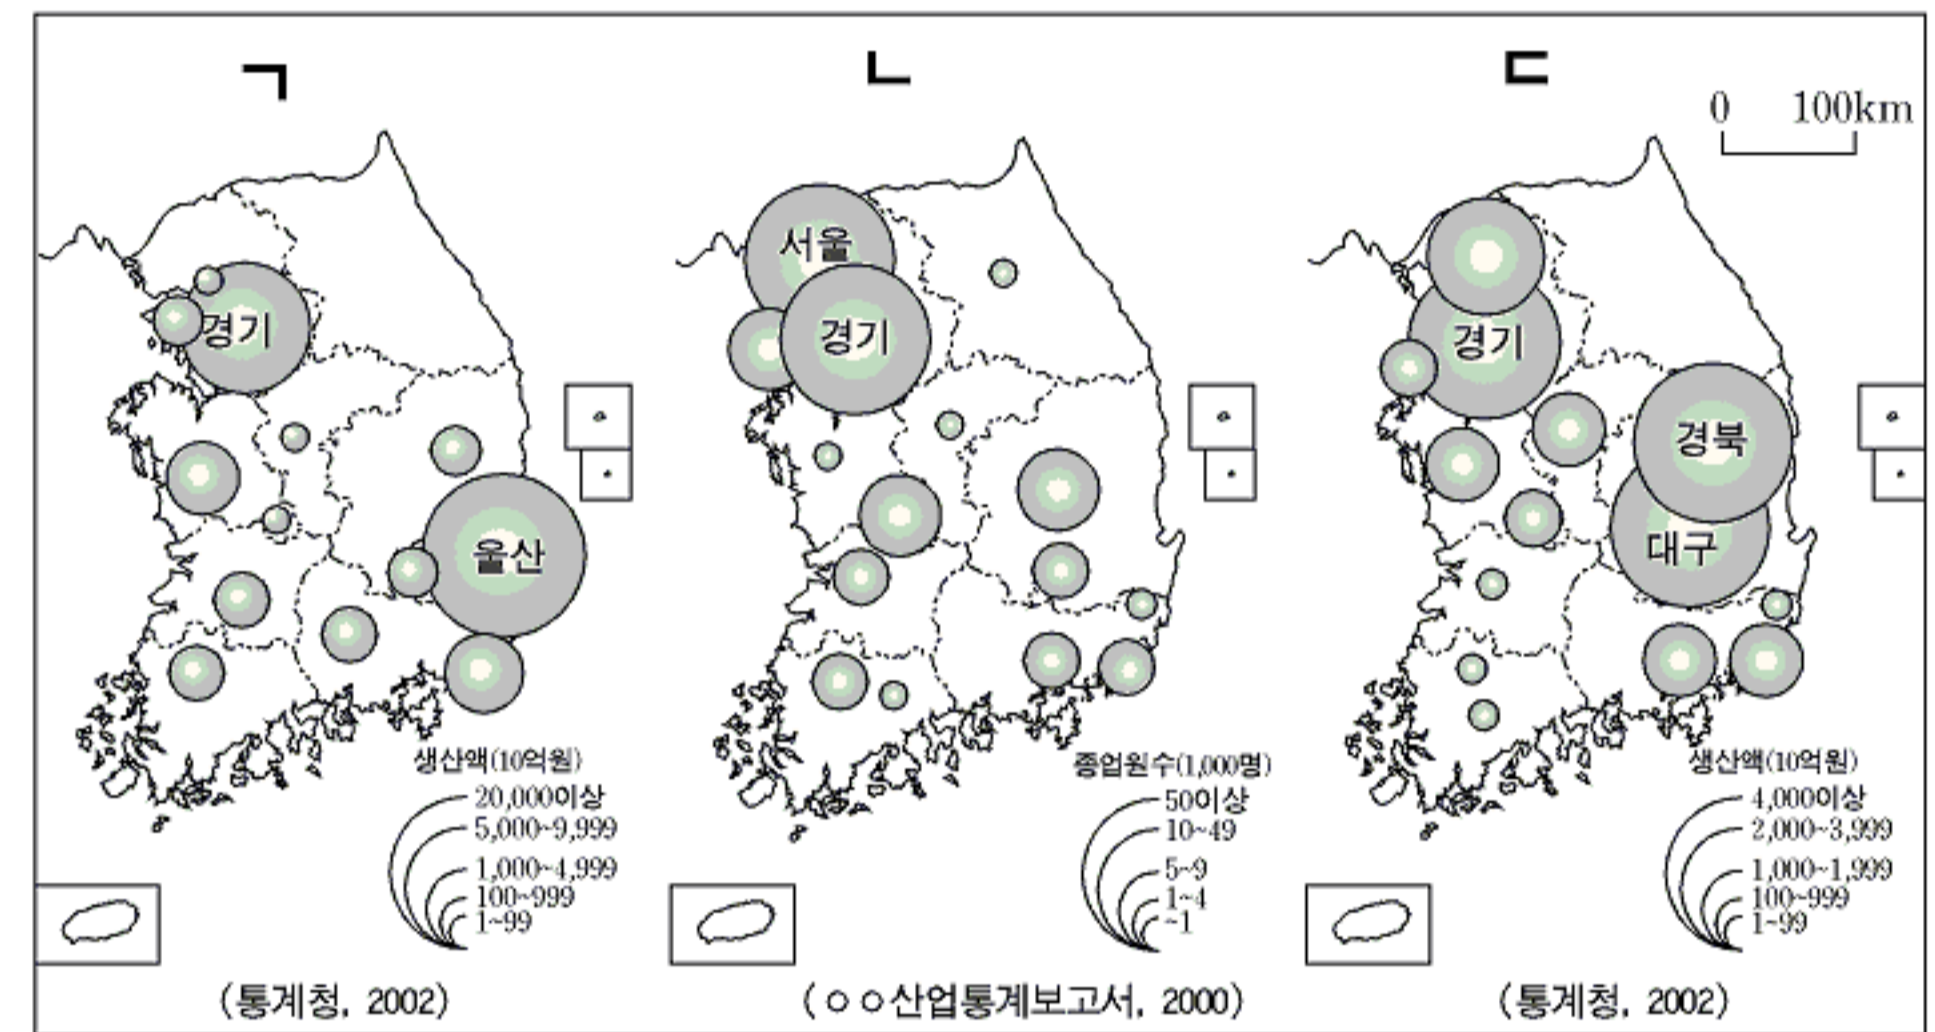 ㄱ
ㄴ
ㄷ
0 100km
경기
울산
서울
경기
경기
경북
대구
생산액(10억원)
20,000이상
5,000~9,999
1,000~4,999
100~999
1~99
종업원수(1,000명)
50이상
10~49
5~9
1~4
~1
생산액(10억원)
4,000이상
2,000~3,999
1,000~1,999
100~999
1~99
(통계청, 2002)
(ㅇㅇ산업통계보고서, 2000)
(통계청, 2002)